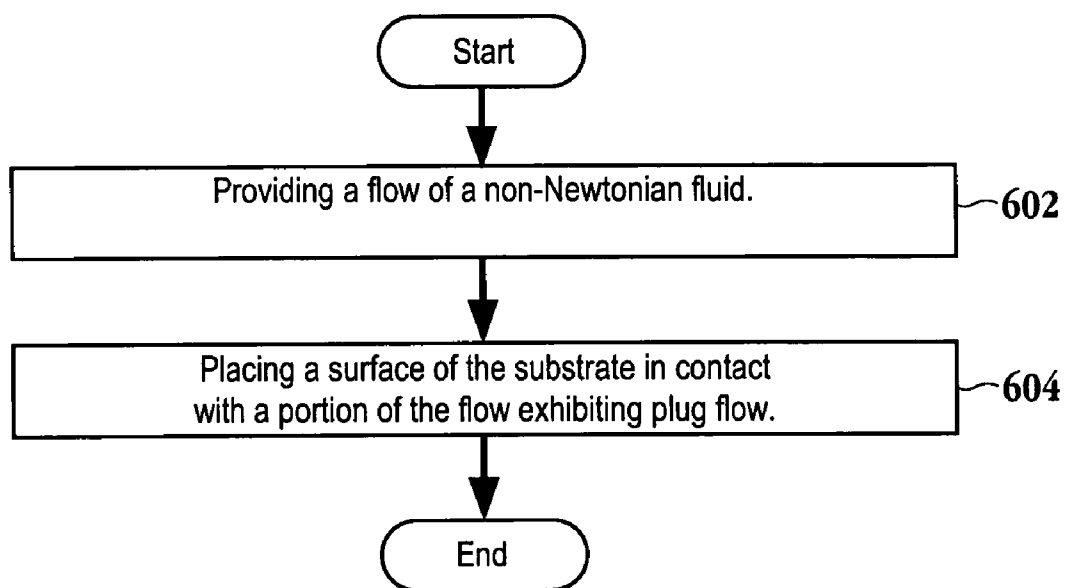 Start
Providing a flow of a non-Newtonian fluid.
602
Placing a surface of the substrate in contact
with a portion of the flow exhibiting plug flow.
604
End